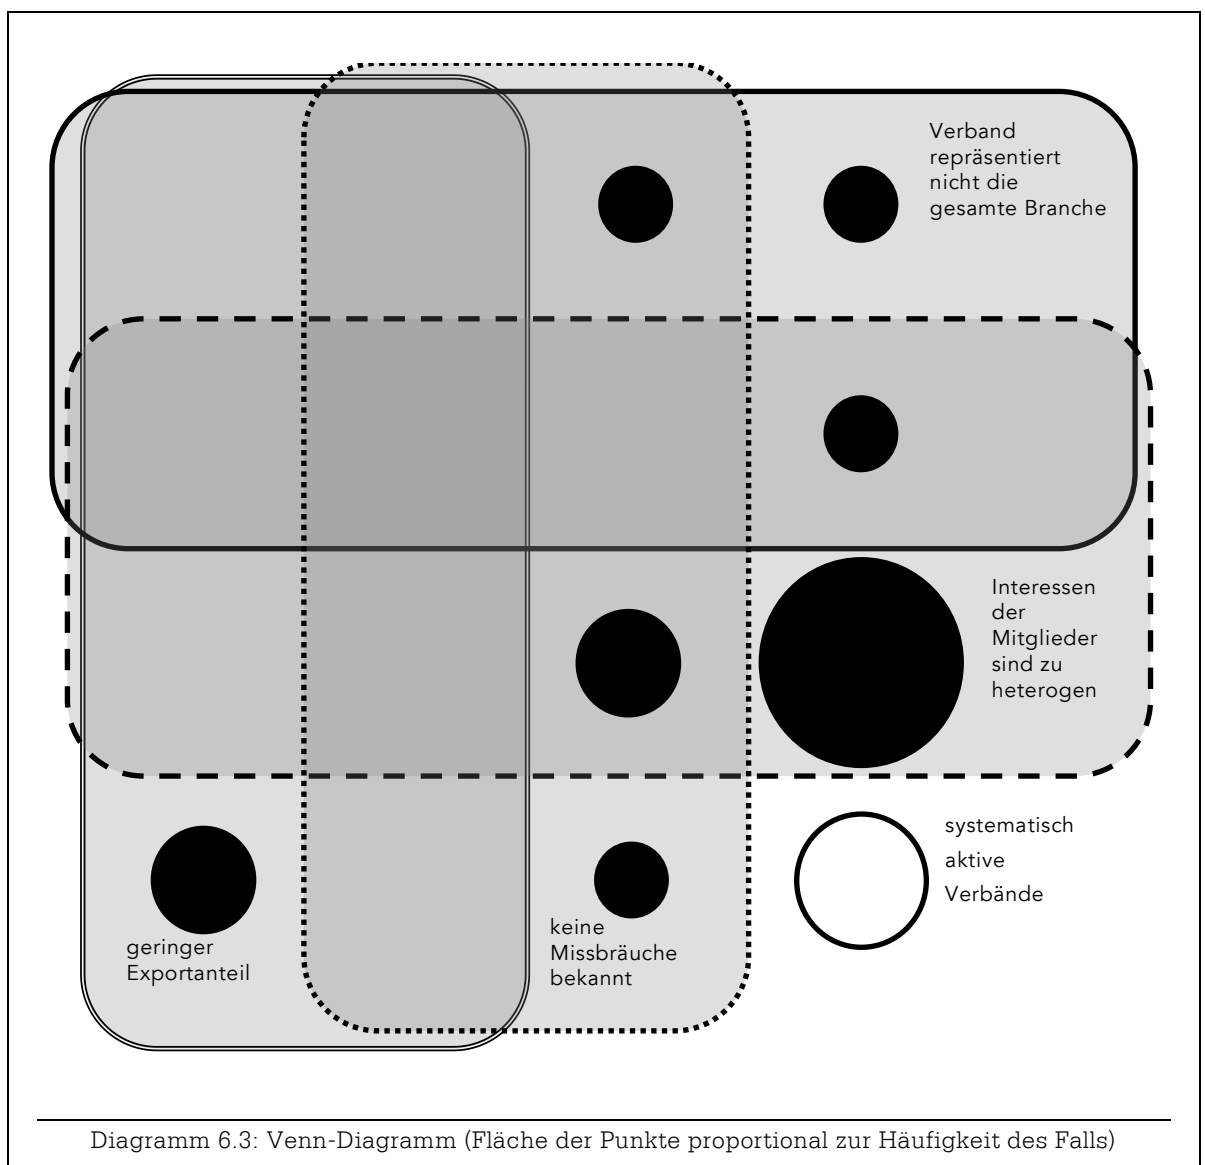 Verband
repräsentiert
nicht die
gesamte Branche
Interessen
der
Mitglieder
sind zu
heterogen
systematisch
aktive
Verbände
geringer
Exportanteil
keine
Missbräuche
bekannt
Diagramm 6.3: Venn-Diagramm (Fläche der Punkte proportional zur Häufigkeit des Falls)